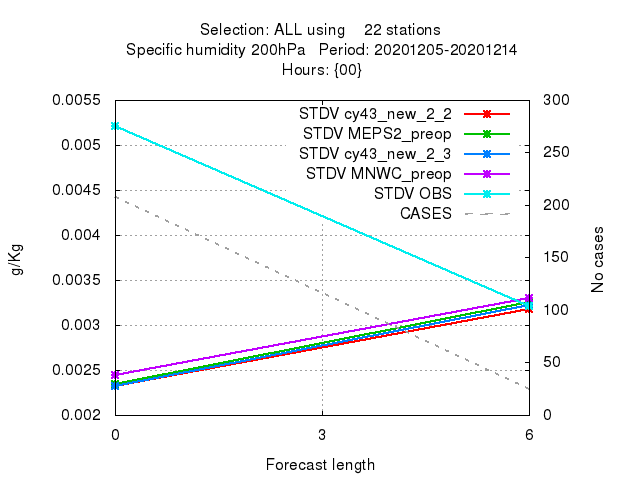 Selection: ALL using    22 stations
Specific humidity 200hPa   Period: 20201205-20201214
Hours: {00}
STDV cy43_new_2_2
STDV MEPS2_preop
STDV cy43_new_2_3
STDV MNWC_preop
STDV OBS
CASES
0.0055
0.005
0.0045
0.004
0.0035
0.003
0.0025
0.002
g/Kg
300
250
200
150
100
50
0
No cases
0
3
6
Forecast length